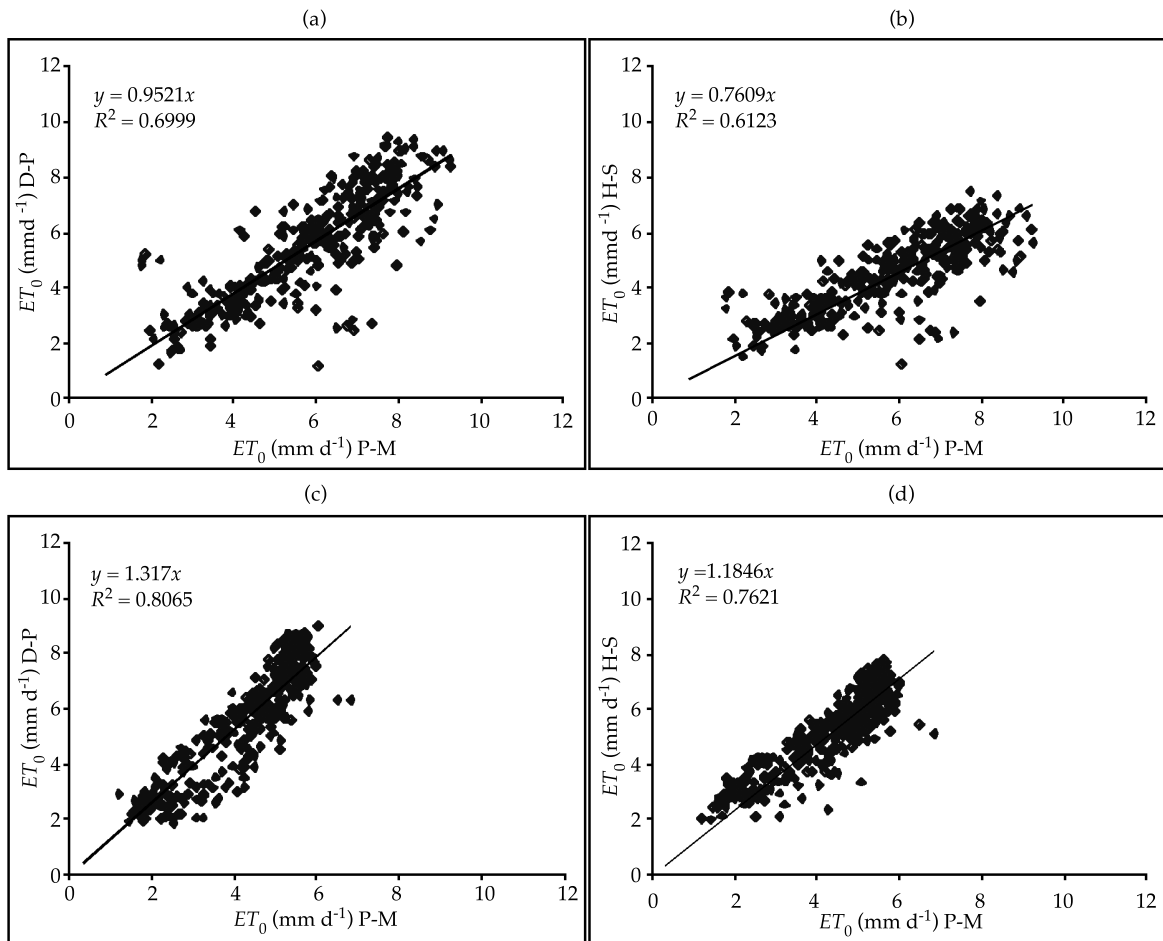 (a)
12
10
8
6
4
2
0
y = 0.9521x
R² = 0.6999
ET₀ (mmd⁻¹) D-P
0 2 4 6 8 10 12
ET₀ (mm d⁻¹) P-M
(b)
12
10
8
6
4
2
0
y = 0.7609x
R² = 0.6123
ET₀ (mmd⁻¹) H-S
0 2 4 6 8 10 12
ET₀ (mm d⁻¹) P-M
(c)
12
10
8
6
4
2
0
y = 1.317x
R² = 0.8065
ET₀ (mm d⁻¹) D-P
0 2 4 6 8 10 12
ET₀ (mm d⁻¹) P-M
(d)
12
10
8
6
4
2
0
y =1.1846x
R² = 0.7621
ET₀ (mm d⁻¹) H-S
0 2 4 6 8 10 12
ET₀ (mm d⁻¹) P-M